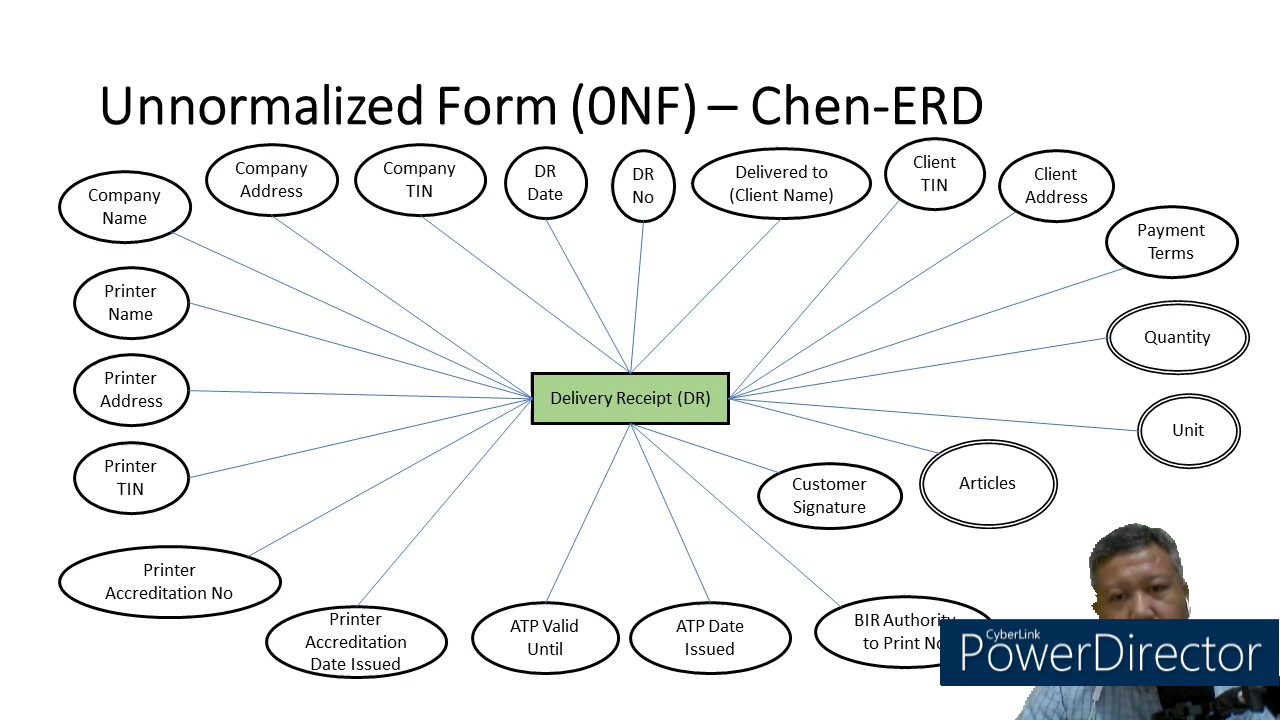 Unnormalized Form (0NF) – Chen-ERD
Company
Name
Company
Address
Company
TIN
DR
Date
DR
No
Delivered to
(Client Name)
Client
TIN
Client
Address
Payment
Terms
Printer
Name
Quantity
Printer
Address
Delivery Receipt (DR)
Unit
Printer
TIN
Customer
Signature
Articles
Printer
Accreditation No
Printer
Accreditation
Date Issued
ATP Valid
Until
ATP Date
Issued
BIR Authority
to Print No
CyberLink
PowerDirector